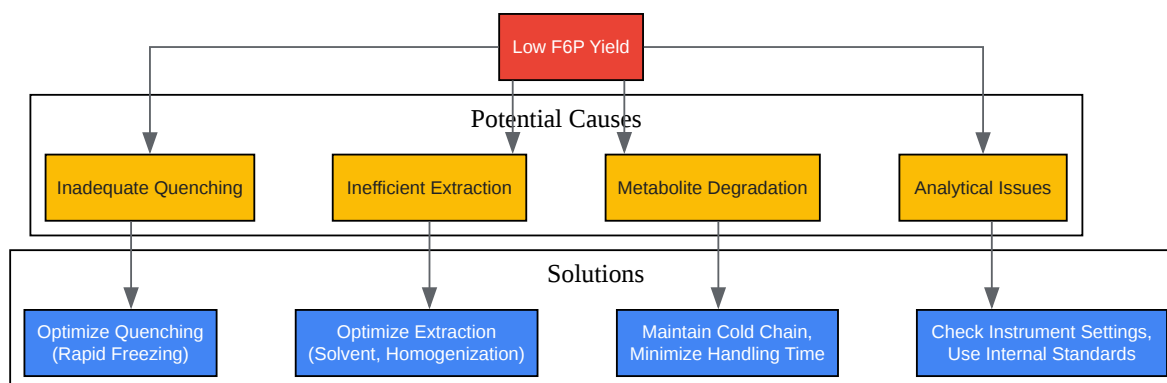 Low F6P Yield
Potential Causes
Inadequate Quenching
Inefficient Extraction
Metabolite Degradation
Analytical Issues
Solutions
Optimize Quenching
(Rapid Freezing)
Optimize Extraction
(Solvent, Homogenization)
Maintain Cold Chain,
Minimize Handling Time
Check Instrument Settings,
Use Internal Standards